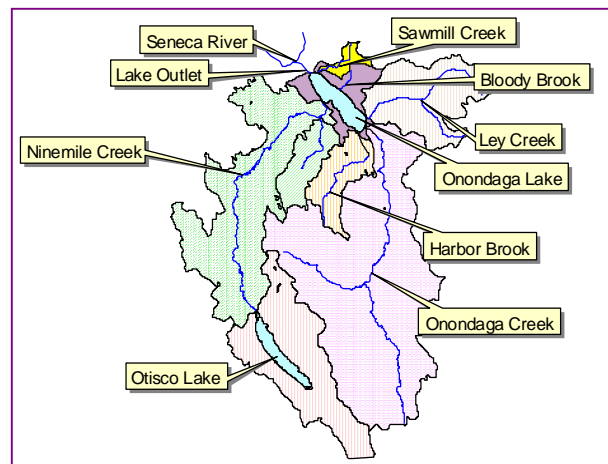 Seneca River
Sawmill Creek
Lake Outlet
Bloody Brook
Ley Creek
Ninemile Creek
Onondaga Lake
Harbor Brook
Onondaga Creek
Otisco Lake